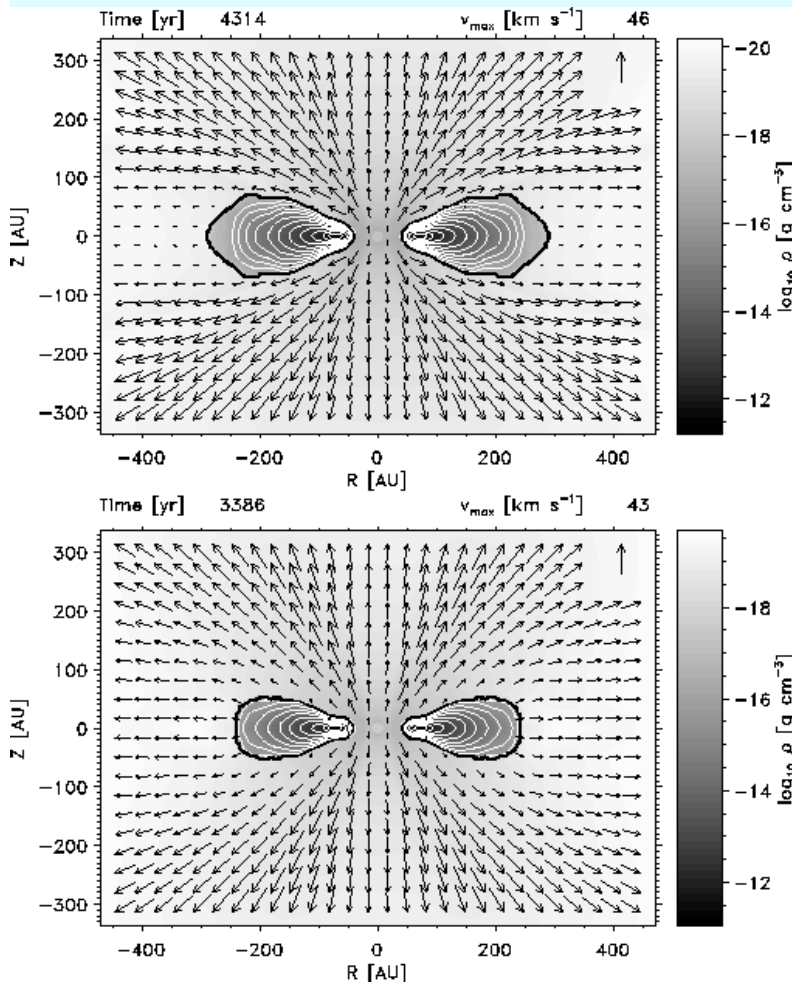 Time [yr] 4314 v_max [km s⁻¹] 46
300
200
100
0
−100
−200
−300
Z [AU]
−400 −200 0 200 400
R [AU]
−20
−18
−16
−14
−12
log₁₀ ρ [g cm⁻³]
Time [yr] 3386 v_max [km s⁻¹] 43
300
200
100
0
−100
−200
−300
Z [AU]
−400 −200 0 200 400
R [AU]
−18
−16
−14
−12
log₁₀ ρ [g cm⁻³]